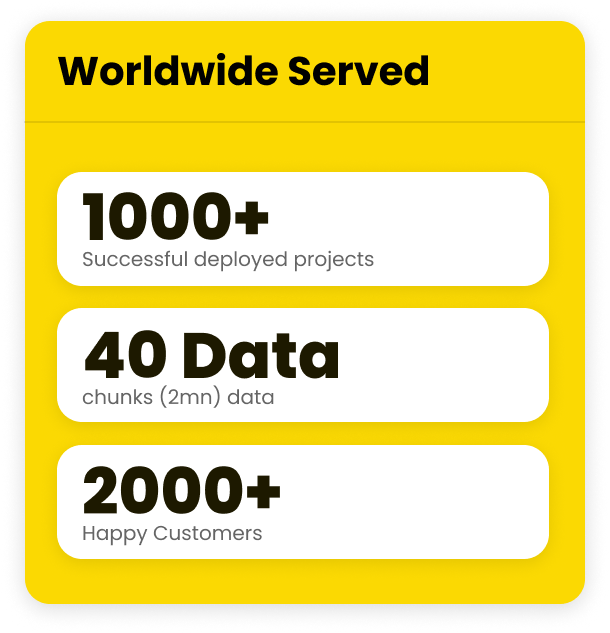 Worldwide Served
1000+
Successful deployed projects
40 Data
chunks (2mn) data
2000+
Happy Customers